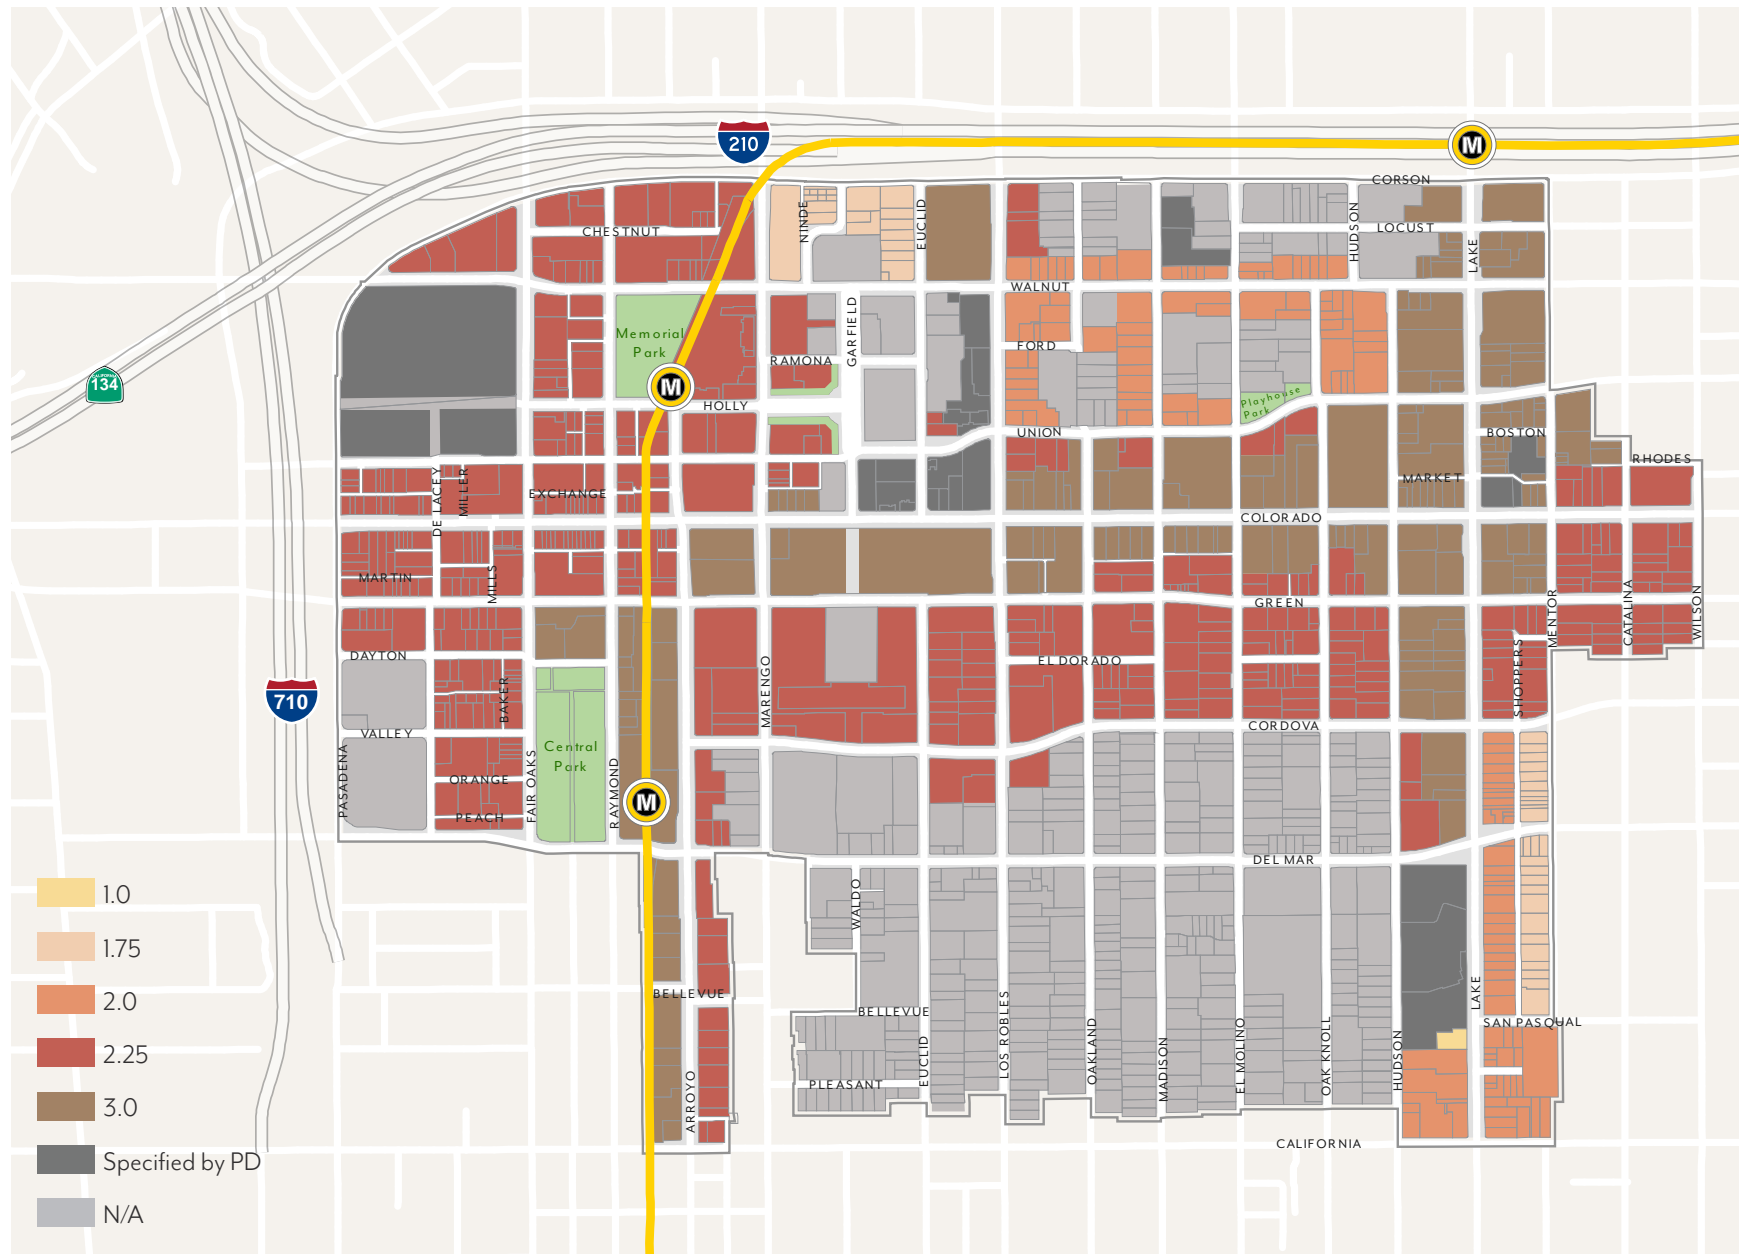 210
M
CORSON
NINDE
EUCLID
CHESTNUT
HUDSON
LOCUST
LAKE
WALNUT
GARFIELD
Memorial
Park
FORD
RAMONA
CALIFORNIA
134
M
HOLLY
Playhouse
Park
UNION
BOSTON
RHODES
DE LACEY
MILLER
EXCHANGE
MARKET
COLORADO
MARTIN
MILLS
GREEN
MENTOR
CATALINA
WILSON
DAYTON
EL DORADO
SHOPPERS
MARENGO
BAKER
710
CORDOVA
VALLEY
Central
Park
PASADENA
ORANGE
FAIR OAKS
RAYMOND
M
PEACH
DEL MAR
1.0
WALDO
1.75
BELLEVUE
2.0
BELLEVUE
LAKE
SAN PASQUAL
2.25
EUCLID
LOS ROBLES
OAKLAND
MADISON
EL MOLINO
OAK KNOLL
HUDSON
PLEASANT
3.0
ARROYO
CALIFORNIA
Specified by PD
N/A